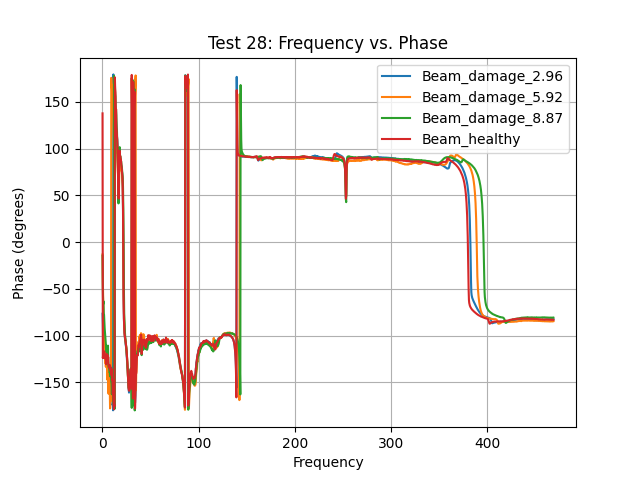 Test 28: Frequency vs. Phase
Phase (degrees)
150
100
50
0
−50
−100
−150
Beam_damage_2.96
Beam_damage_5.92
Beam_damage_8.87
Beam_healthy
0
100
200
300
400
Frequency